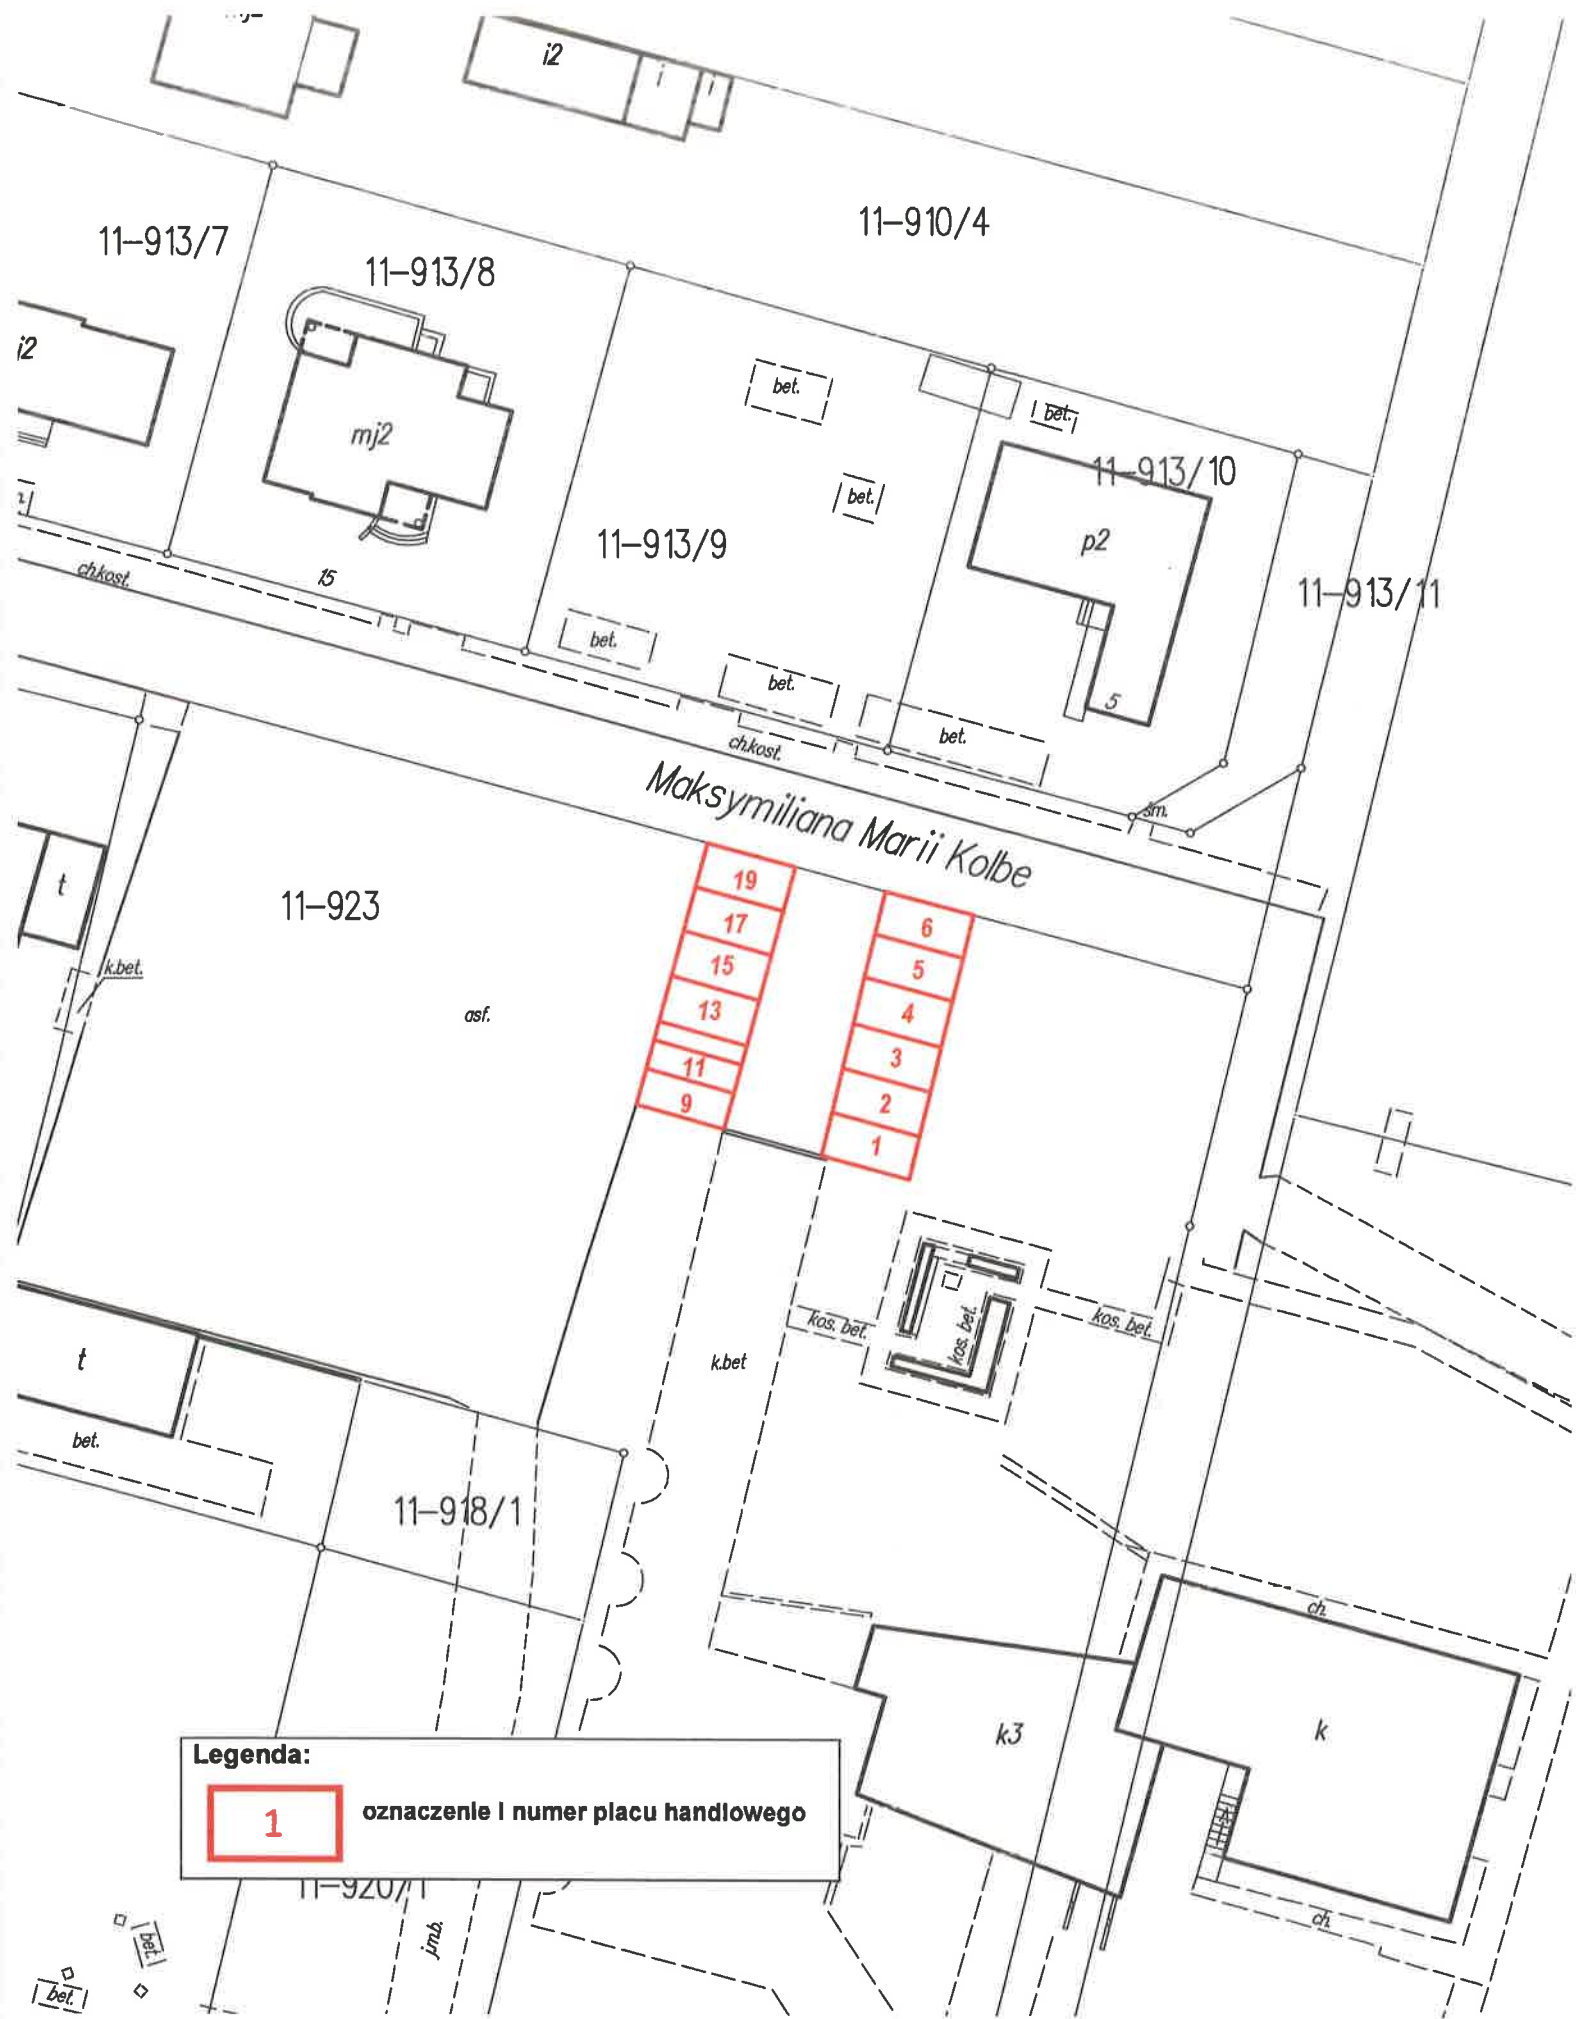 i2
i
i
11-910/4
11-913/7
11-913/8
i2
bet.
bet.
mj2
11-913/10
bet.
p2
11-913/9
ch.kost.
15
11-913/11
bet.
bet.
5
bet.
ch.kost.
Maksymiliana Marii Kolbe
śm.
t
11-923
19
17
6
15
5
k.bet.
asf.
13
4
3
11
2
9
1
kos. bet.
kos. bet.
kos. bet.
t
k.bet
bet.
11-918/1
ch.
k3
k
Legenda:
1
oznaczenie i numer placu handlowego
11-920/1
jmb.
ch.
bet.
bet.